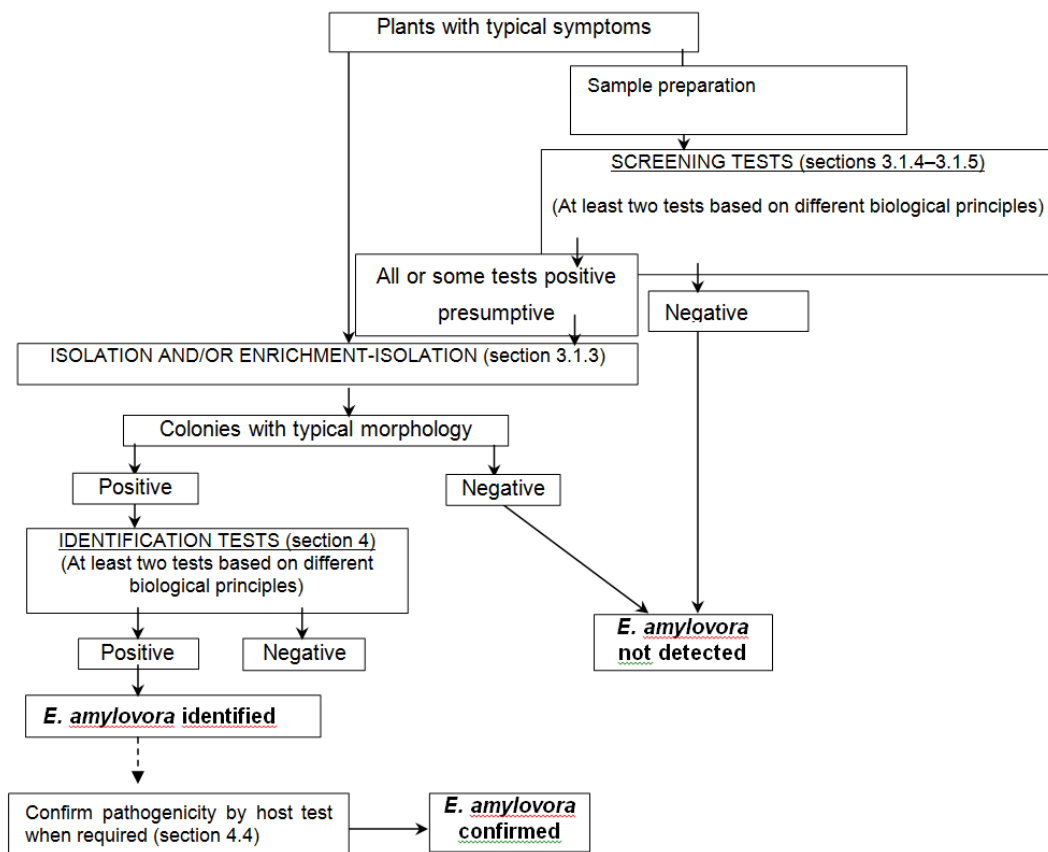 Plants with typical symptoms
Sample preparation
SCREENING TESTS (sections 3.1.4–3.1.5)
(At least two tests based on different biological principles)
All or some tests positive
presumptive
Negative
ISOLATION AND/OR ENRICHMENT-ISOLATION (section 3.1.3)
Colonies with typical morphology
Positive
Negative
IDENTIFICATION TESTS (section 4)
(At least two tests based on different
biological principles)
Positive
Negative
E. amylovora
not detected
E. amylovora identified
Confirm pathogenicity by host test
when required (section 4.4)
E. amylovora
confirmed